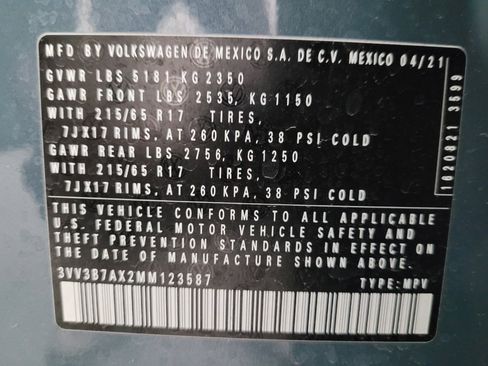 MFD BY VOLKSWAGEN DE MEXICO S.A. DE C.V. MEXICO 04/21
GVWR LBS 5181 KG 2350
GAWR FRONT LBS 2535, KG 1150
WITH 215/65 R17 TIRES,
7JX17 RIMS, AT 260 KPA, 38 PSI COLD
GAWR REAR LBS 2756, KG 1250
WITH 215/65 R17 TIRES,
7JX17 RIMS, AT 260 KPA, 38 PSI COLD
THIS VEHICLE CONFORMS TO ALL APPLICABLE
U.S. FEDERAL MOTOR VEHICLE SAFETY AND
THEFT PREVENTION STANDARDS IN EFFECT ON
THE DATE OF MANUFACTURE SHOWN ABOVE.
3VV3B7AX2MM123587 TYPE: MPV
1620821 3599